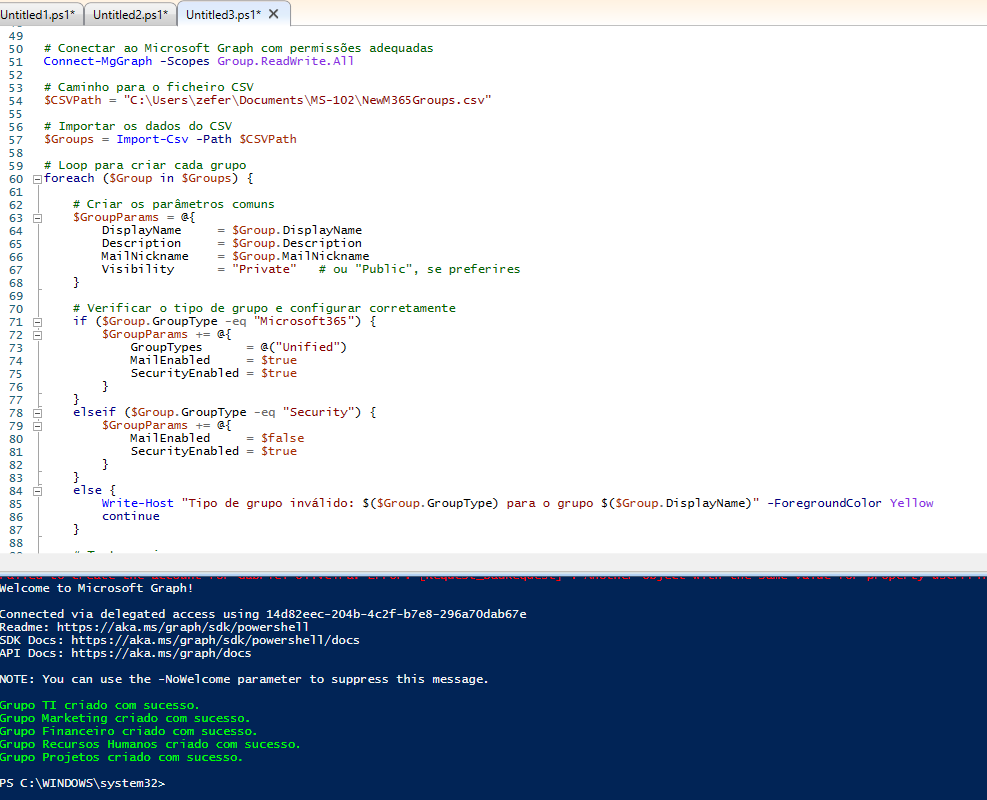 Untitled1.ps1* Untitled2.ps1* Untitled3.ps1* X
49
50 # Conectar ao Microsoft Graph com permissões adequadas
51 Connect-MgGraph -Scopes Group.ReadWrite.All
52
53 # Caminho para o ficheiro CSV
54 $CSVPath = "C:\Users\zefer\Documents\MS-102\NewM365Groups.csv"
55
56 # Importar os dados do CSV
57 $Groups = Import-Csv -Path $CSVPath
58
59 # Loop para criar cada grupo
60 foreach ($Group in $Groups) {
61
62 # Criar os parâmetros comuns
63 $GroupParams = @{
64 DisplayName = $Group.DisplayName
65 Description = $Group.Description
66 MailNickname = $Group.MailNickname
67 Visibility = "Private" # ou "Public", se preferires
68 }
69
70 # Verificar o tipo de grupo e configurar corretamente
71 if ($Group.GroupType -eq "Microsoft365") {
72 $GroupParams += @{
73 GroupTypes = @("Unified")
74 MailEnabled = $true
75 SecurityEnabled = $true
76 }
77 }
78 elseif ($Group.GroupType -eq "Security") {
79 $GroupParams += @{
80 MailEnabled = $false
81 SecurityEnabled = $true
82 }
83 }
84 else {
85 Write-Host "Tipo de grupo inválido: $($Group.GroupType) para o grupo $($Group.DisplayName)" -ForegroundColor Yellow
86 continue
87 }
88
Welcome to Microsoft Graph!
Connected via delegated access using 14d82eec-204b-4c2f-b7e8-296a70dab67e
Readme: https://aka.ms/graph/sdk/powershell
SDK Docs: https://aka.ms/graph/sdk/powershell/docs
API Docs: https://aka.ms/graph/docs
NOTE: You can use the -NoWelcome parameter to suppress this message.
Grupo TI criado com sucesso.
Grupo Marketing criado com sucesso.
Grupo Financeiro criado com sucesso.
Grupo Recursos Humanos criado com sucesso.
Grupo Projetos criado com sucesso.
PS C:\WINDOWS\system32>